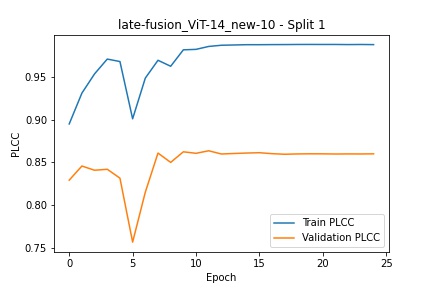 late-fusion_ViT-14_new-10 - Split 1
PLCC
0.95
0.90
0.85
0.80
0.75
Train PLCC
Validation PLCC
0 5 10 15 20 25
Epoch